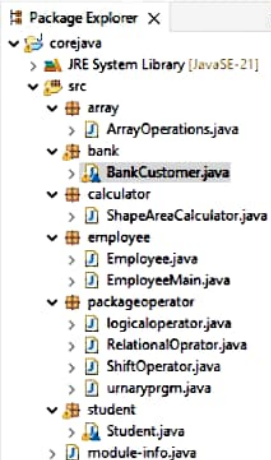 Package Explorer
corejava
JRE System Library [JavaSE-21]
src
array
ArrayOperations.java
bank
BankCustomer.java
calculator
ShapeAreaCalculator.java
employee
Employee.java
EmployeeMain.java
packageoperator
logicaloperator.java
RelationalOprator.java
ShiftOperator.java
urnaryprgm.java
student
Student.java
module-info.java